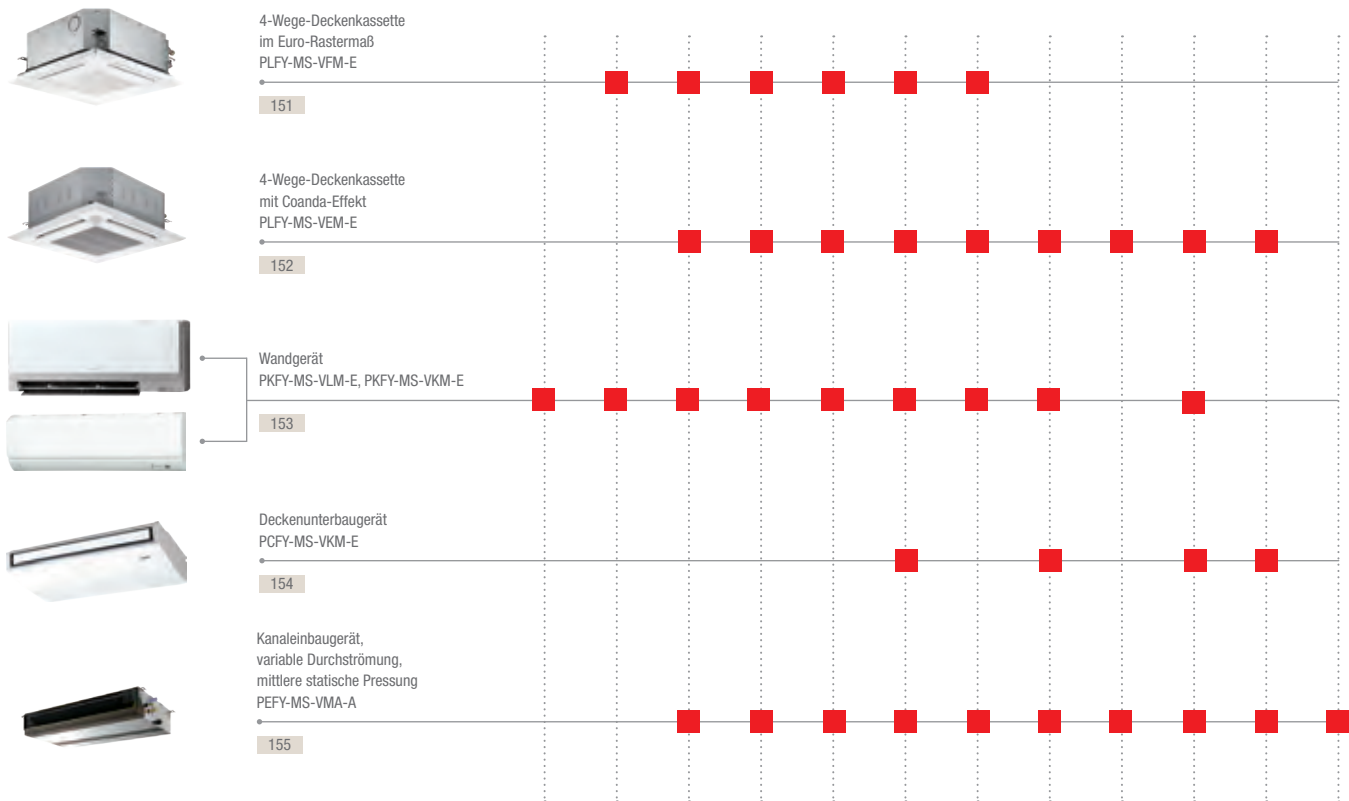 4-Wege-Deckenkassette
im Euro-Rastermaß
PLFY-MS-VFM-E
151
4-Wege-Deckenkassette
mit Coanda-Effekt
PLFY-MS-VEM-E
152
Wandgerät
PKFY-MS-VLM-E, PKFY-MS-VKM-E
153
Deckenunterbaugerät
PCFY-MS-VKM-E
154
Kanaleinbaugerät,
variable Durchströmung,
mittlere statische Pressung
PEFY-MS-VMA-A
155